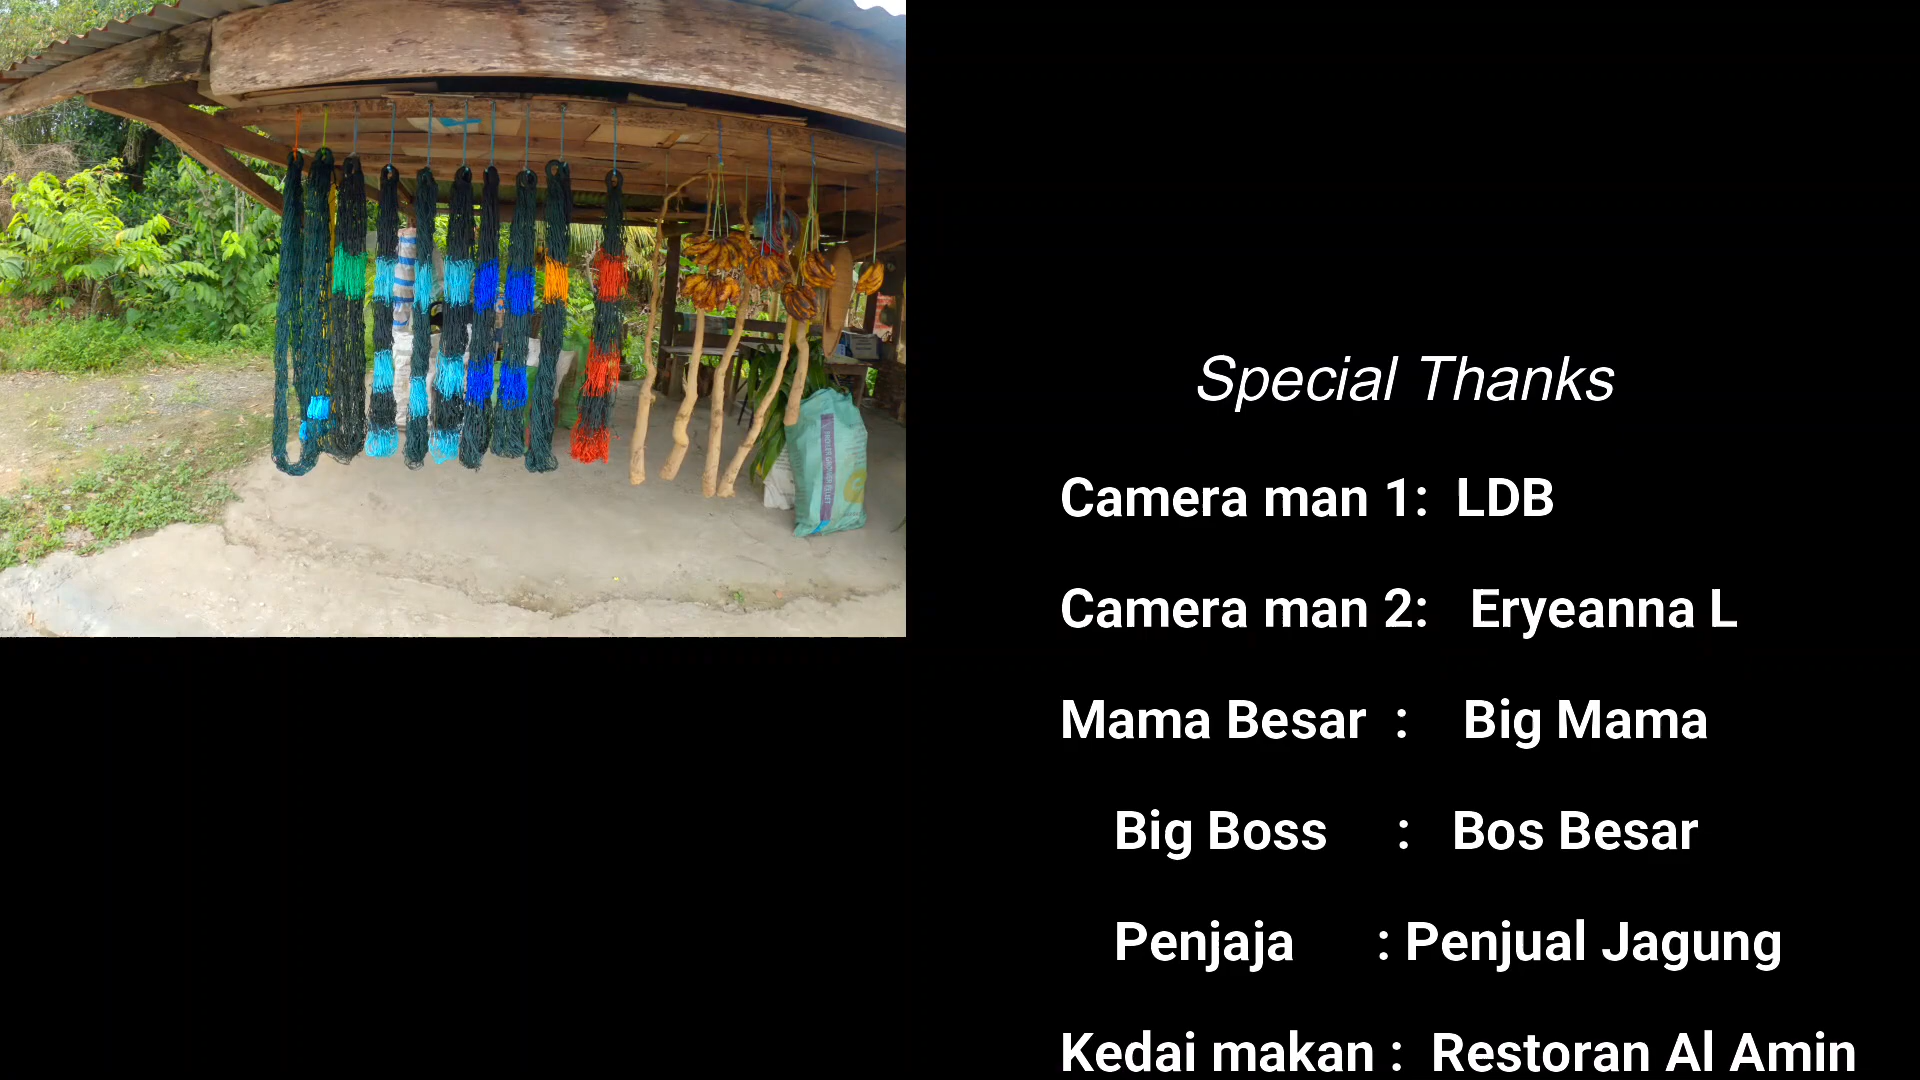 Special Thanks
Camera man 1: LDB
Camera man 2: Eryeanna L
Mama Besar : Big Mama
Big Boss : Bos Besar
Penjaja : Penjual Jagung
Kedai makan : Restoran Al Amin